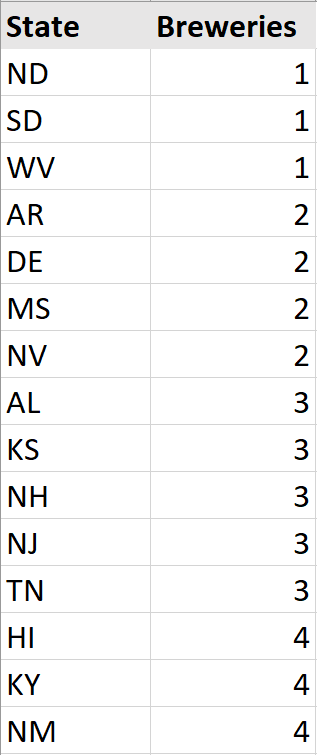 State Breweries
ND 1
SD 1
WV 1
AR 2
DE 2
MS 2
NV 2
AL 3
KS 3
NH 3
NJ 3
TN 3
HI 4
KY 4
NM 4